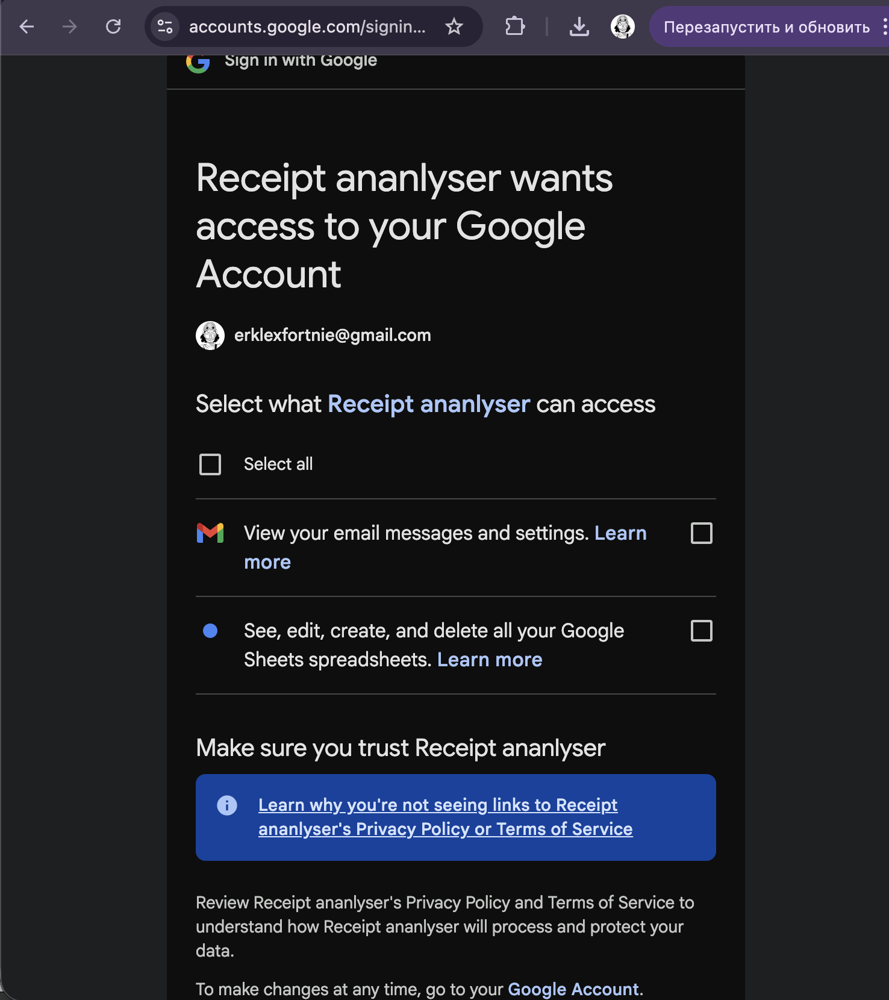 accounts.google.com/signin...
Перезапустить и обновить
Sign in with Google
Receipt ananlyser wants
access to your Google
Account
erklexfortnie@gmail.com
Select what Receipt ananlyser can access
Select all
View your email messages and settings. Learn
more
See, edit, create, and delete all your Google
Sheets spreadsheets. Learn more
Make sure you trust Receipt ananlyser
Learn why you're not seeing links to Receipt
ananlyser's Privacy Policy or Terms of Service
Review Receipt ananlyser's Privacy Policy and Terms of Service to
understand how Receipt ananlyser will process and protect your
data.
To make changes at any time, go to your Google Account.